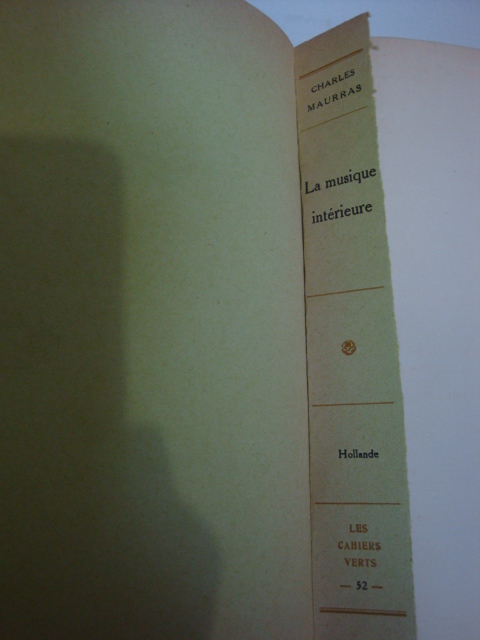 CHARLES
MAURRAS
La musique
intérieure
Hollande
LES
CAHIERS
VERTS
— 52 —